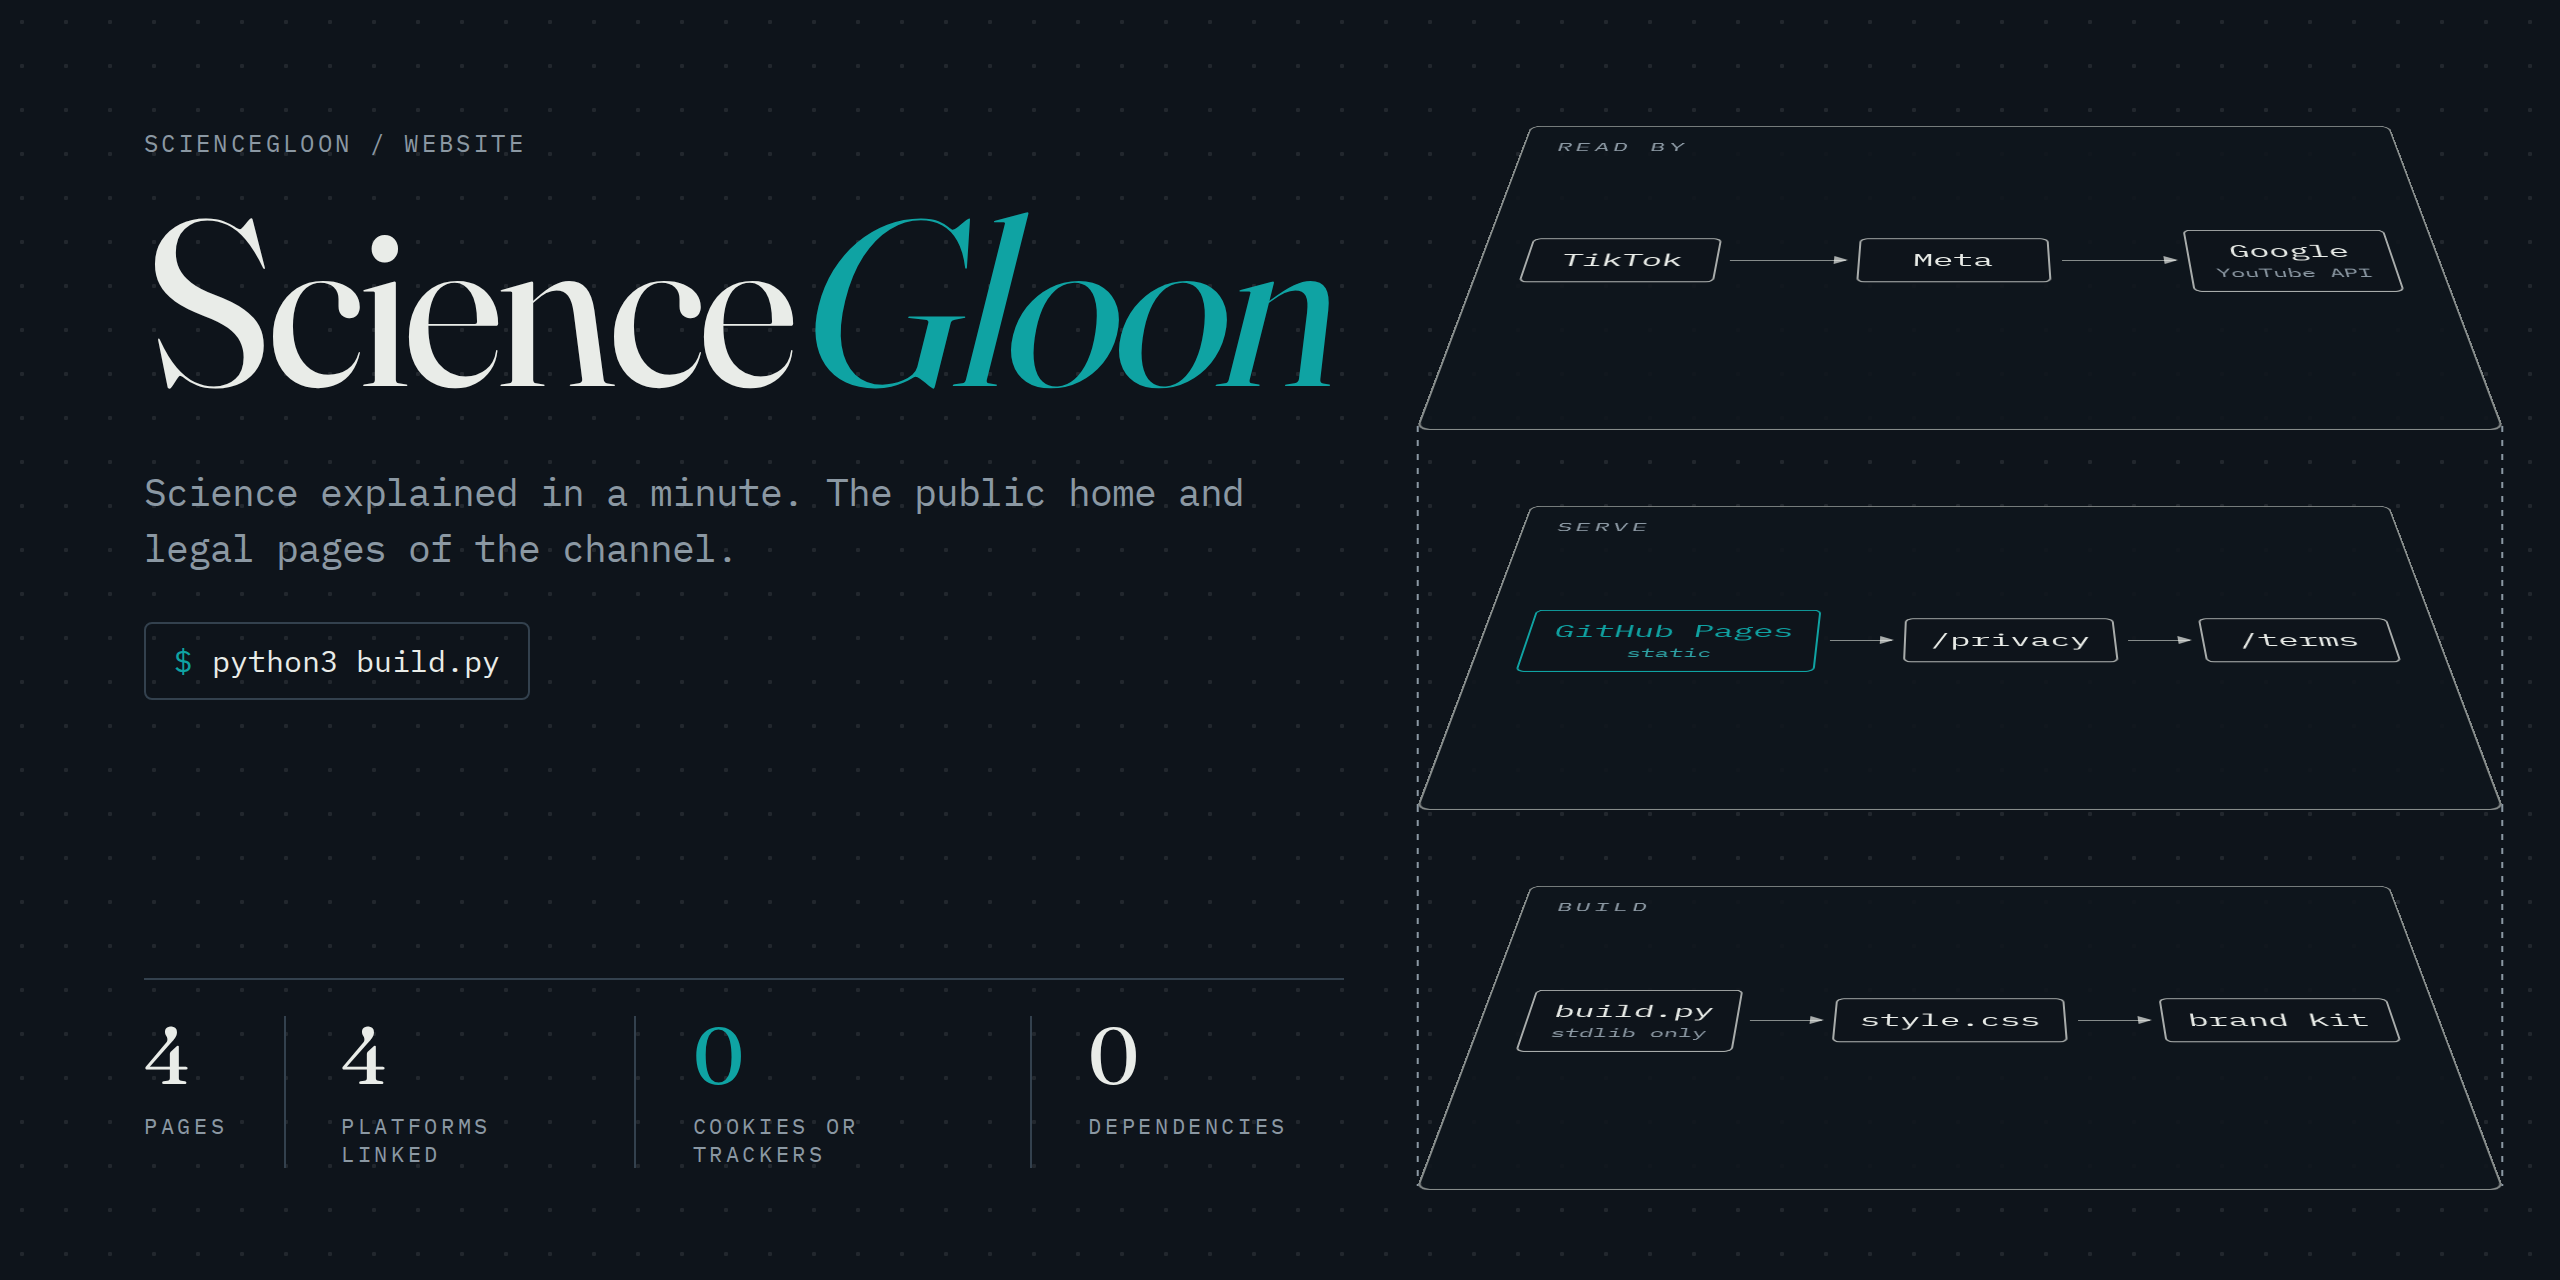 SCIENCEGLOON / WEBSITE
ScienceGloon
Science explained in a minute. The public home and
legal pages of the channel.
$ python3 build.py
4
PAGES
4
PLATFORMS
LINKED
0
COOKIES OR
TRACKERS
0
DEPENDENCIES
READ BY
TikTok
Meta
Google
YouTube API
SERVE
GitHub Pages
static
/privacy
/terms
BUILD
build.py
stdlib only
style.css
brand kit